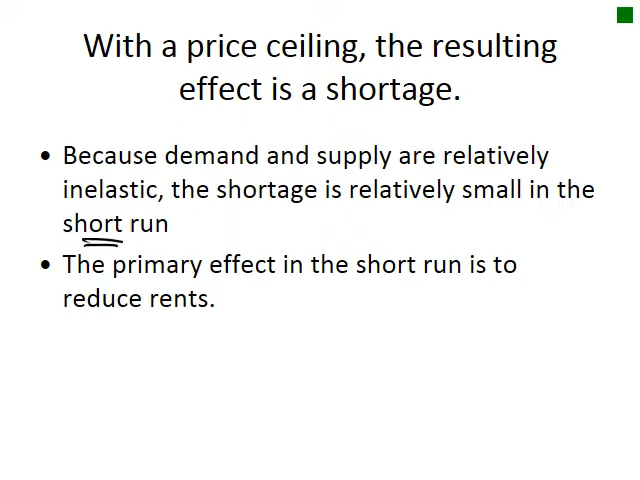 With a price ceiling, the resulting
effect is a shortage.
• Because demand and supply are relatively
inelastic, the shortage is relatively small in the
short run
• The primary effect in the short run is to
reduce rents.